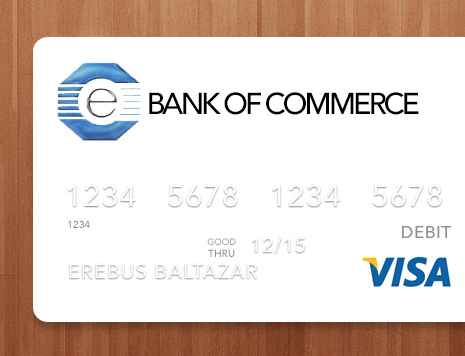 e
BANK OF COMMERCE
1234 5678 1234 5678
1234
DEBIT
GOOD THRU 12/15
EREBUS BALTAZAR
VISA